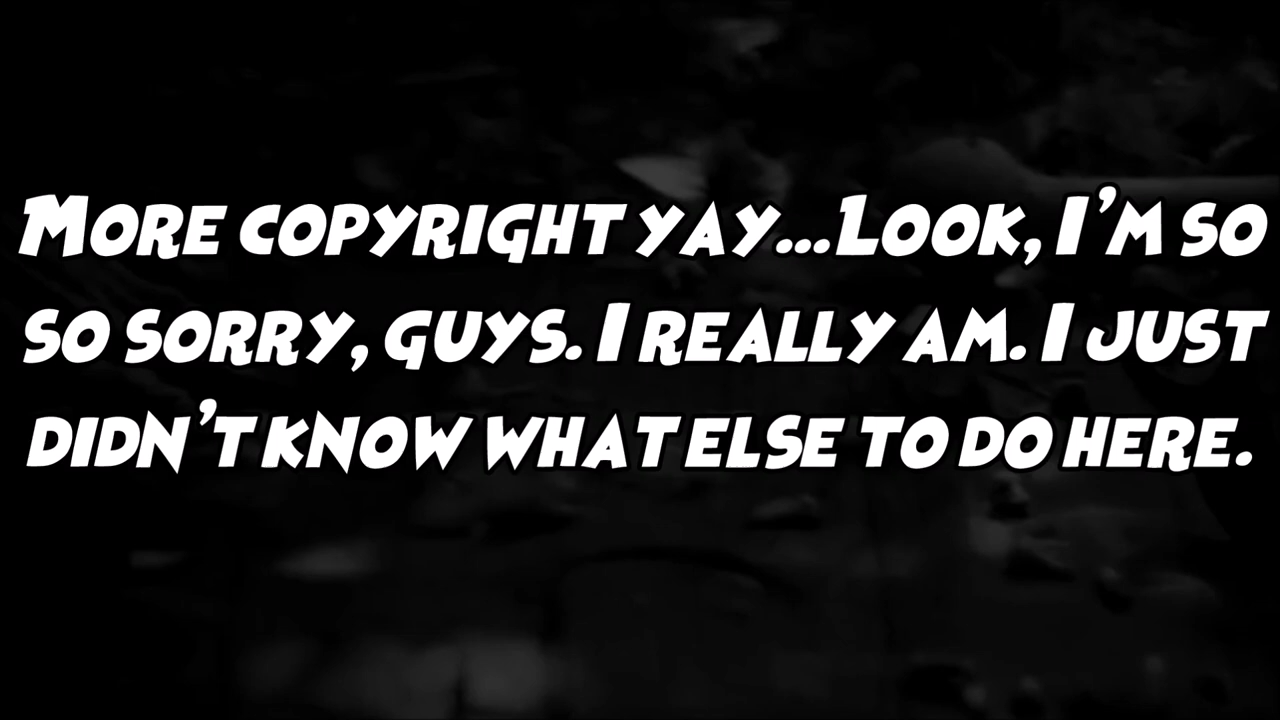 More copyright yay...Look, I'm so
so sorry, guys. I really am. I just
didn't know what else to do here.